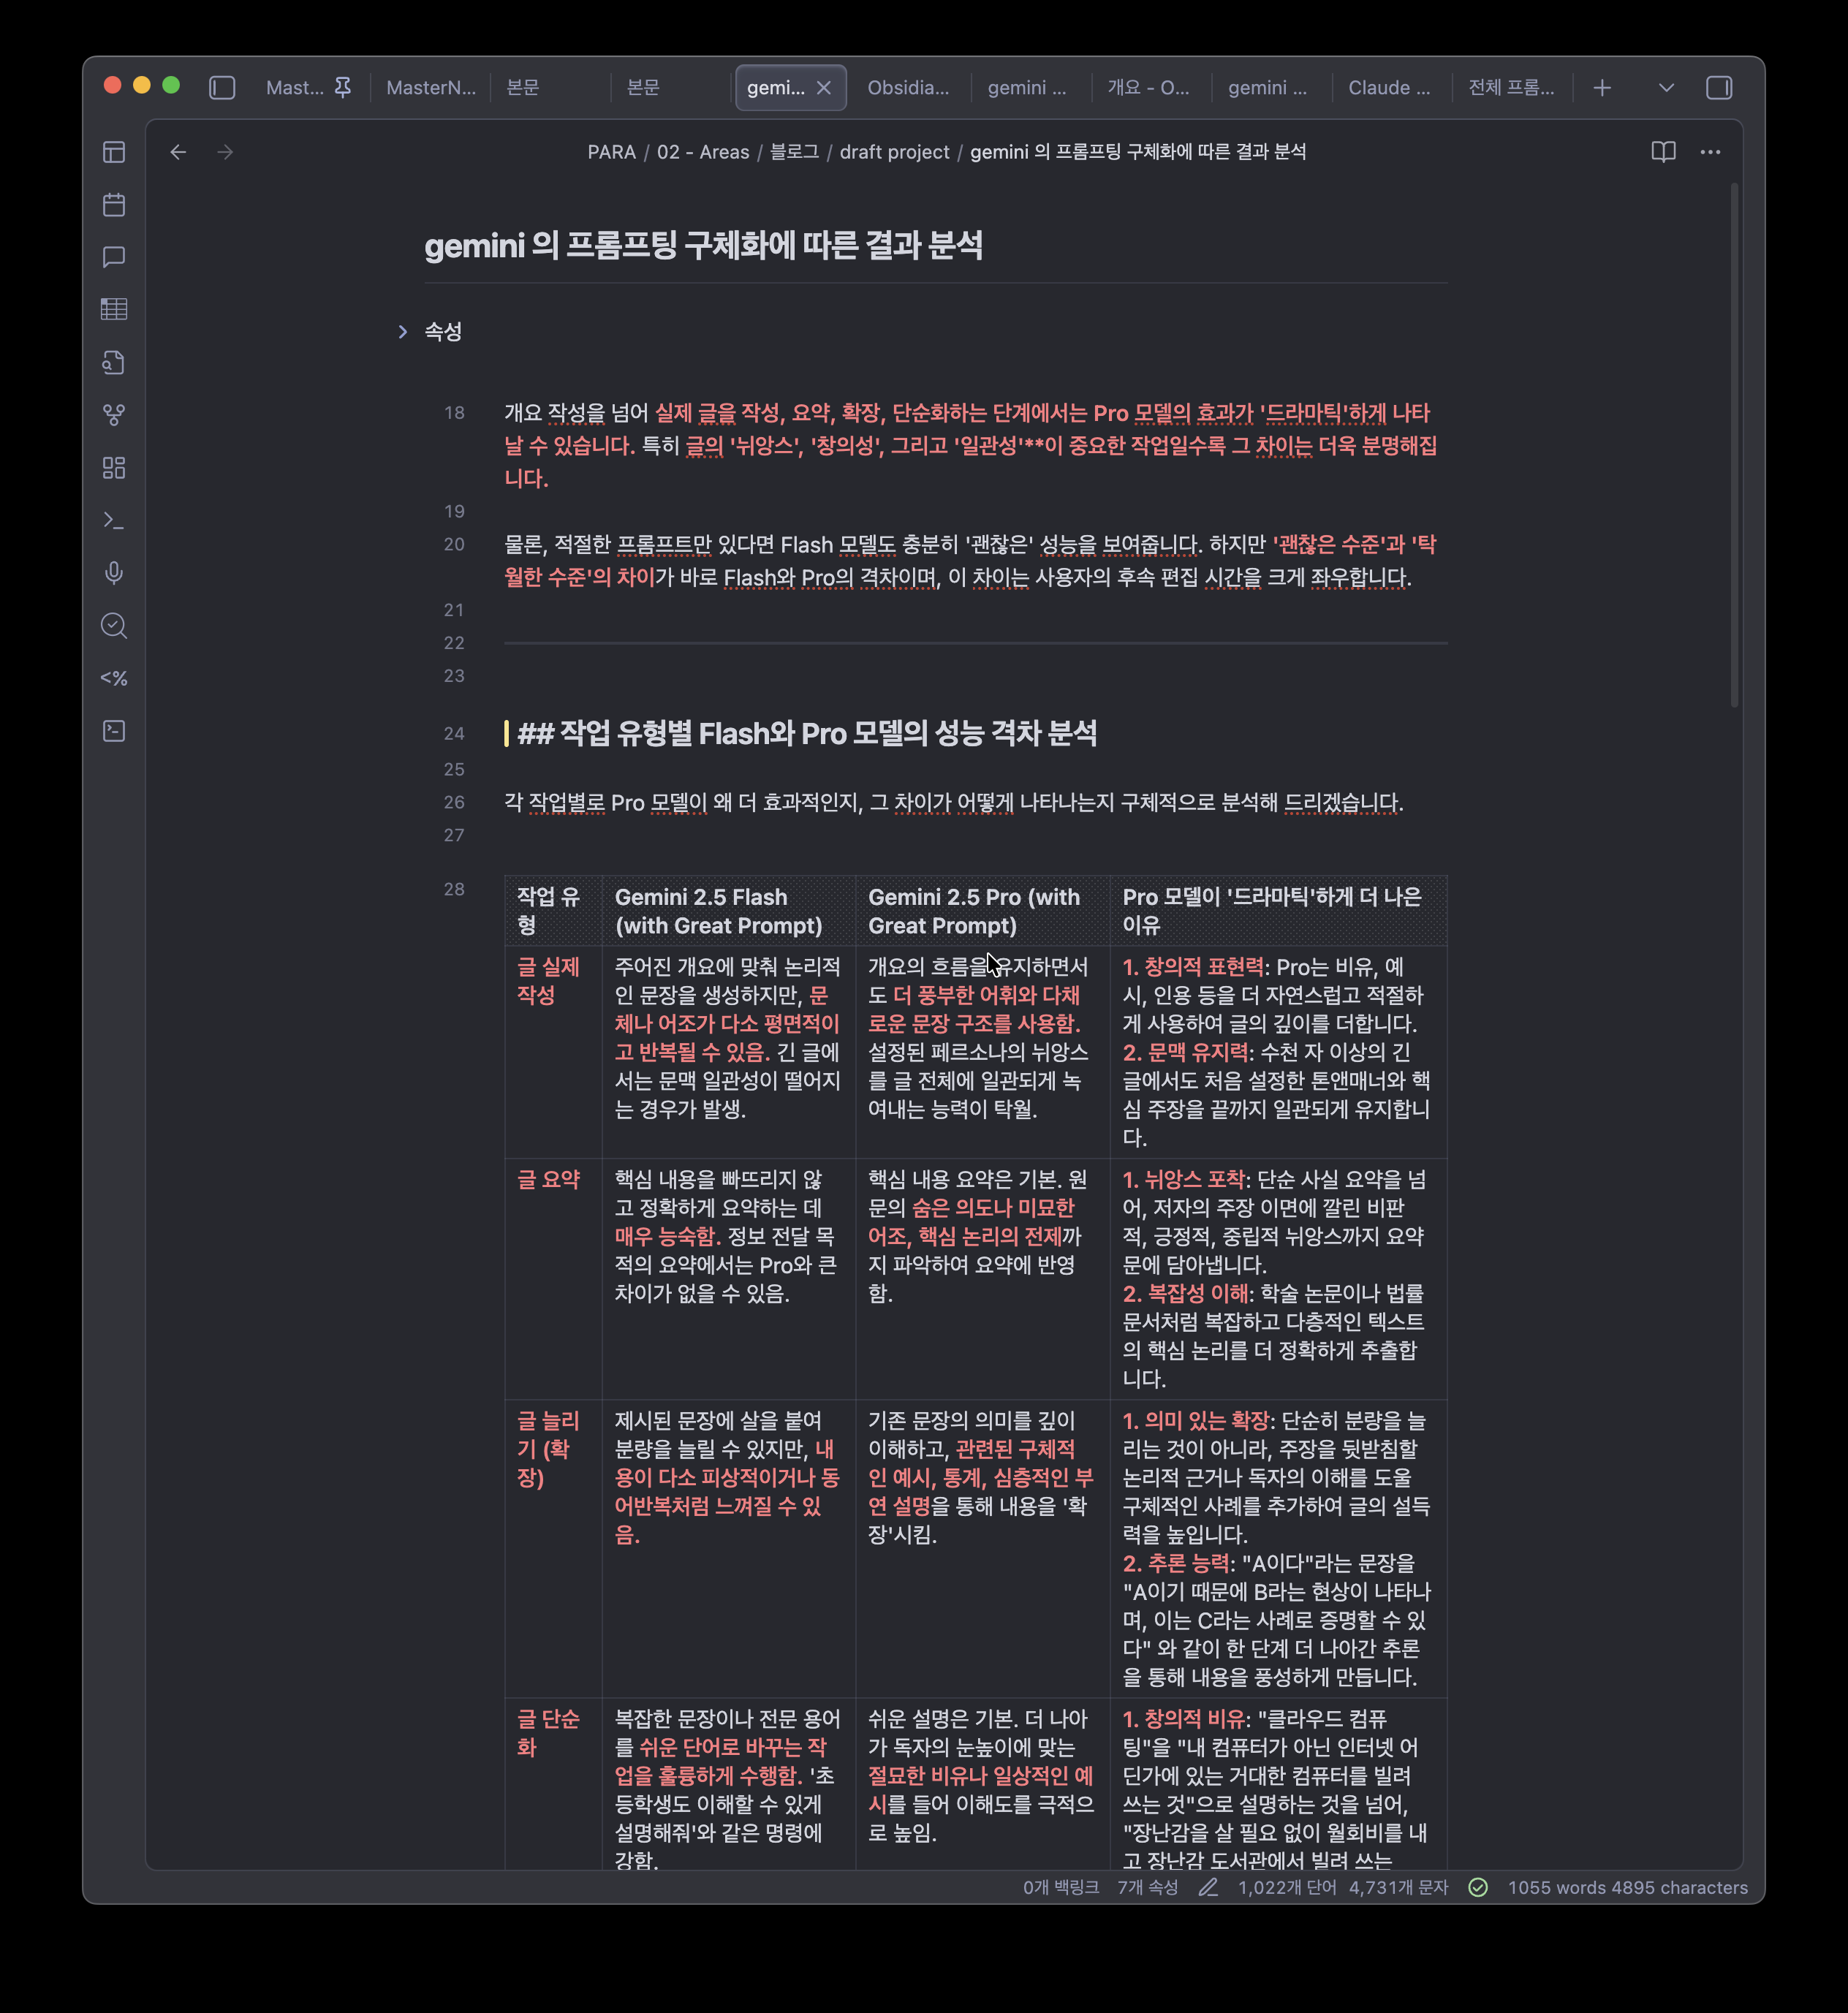 Mast...
MasterN...
본문
본문
gemi...
Obsidia...
gemini ...
개요 - O...
gemini ...
Claude ...
전체 프롬...
PARA / 02 - Areas / 블로그 / draft project / gemini 의 프롬프팅 구체화에 따른 결과 분석
gemini 의 프롬프팅 구체화에 따른 결과 분석
속성
18 개요 작성을 넘어 실제 글을 작성, 요약, 확장, 단순화하는 단계에서는 Pro 모델의 효과가 '드라마틱'하게 나타
날 수 있습니다. 특히 글의 '뉘앙스', '창의성', 그리고 '일관성'**이 중요한 작업일수록 그 차이는 더욱 분명해집
니다.
19
20 물론, 적절한 프롬프트만 있다면 Flash 모델도 충분히 '괜찮은' 성능을 보여줍니다. 하지만 '괜찮은 수준'과 '탁
월한 수준'의 차이가 바로 Flash와 Pro의 격차이며, 이 차이는 사용자의 후속 편집 시간을 크게 좌우합니다.
21
22
23
24 ## 작업 유형별 Flash와 Pro 모델의 성능 격차 분석
25
26 각 작업별로 Pro 모델이 왜 더 효과적인지, 그 차이가 어떻게 나타나는지 구체적으로 분석해 드리겠습니다.
27
28
작업 유
형
Gemini 2.5 Flash
(with Great Prompt)
Gemini 2.5 Pro (with
Great Prompt)
Pro 모델이 '드라마틱'하게 더 나은
이유
글 실제
작성
주어진 개요에 맞춰 논리적
인 문장을 생성하지만, 문
체나 어조가 다소 평면적이
고 반복될 수 있음. 긴 글에
서는 문맥 일관성이 떨어지
는 경우가 발생.
개요의 흐름을 유지하면서
도 더 풍부한 어휘와 다채
로운 문장 구조를 사용함.
설정된 페르소나의 뉘앙스
를 글 전체에 일관되게 녹
여내는 능력이 탁월.
1. 창의적 표현력: Pro는 비유, 예
시, 인용 등을 더 자연스럽고 적절하
게 사용하여 글의 깊이를 더합니다.
2. 문맥 유지력: 수천 자 이상의 긴
글에서도 처음 설정한 톤앤매너와 핵
심 주장을 끝까지 일관되게 유지합니
다.
글 요약
핵심 내용을 빠뜨리지 않
고 정확하게 요약하는 데
매우 능숙함. 정보 전달 목
적의 요약에서는 Pro와 큰
차이가 없을 수 있음.
핵심 내용 요약은 기본. 원
문의 숨은 의도나 미묘한
어조, 핵심 논리의 전제까
지 파악하여 요약에 반영
함.
1. 뉘앙스 포착: 단순 사실 요약을 넘
어, 저자의 주장 이면에 깔린 비판
적, 긍정적, 중립적 뉘앙스까지 요약
문에 담아냅니다.
2. 복잡성 이해: 학술 논문이나 법률
문서처럼 복잡하고 다층적인 텍스트
의 핵심 논리를 더 정확하게 추출합
니다.
글 늘리
기 (확
장)
제시된 문장에 살을 붙여
분량을 늘릴 수 있지만, 내
용이 다소 피상적이거나 동
어반복처럼 느껴질 수 있
음.
기존 문장의 의미를 깊이
이해하고, 관련된 구체적
인 예시, 통계, 심층적인 부
연 설명을 통해 내용을 '확
장'시킴.
1. 의미 있는 확장: 단순히 분량을 늘
리는 것이 아니라, 주장을 뒷받침할
논리적 근거나 독자의 이해를 도울
구체적인 사례를 추가하여 글의 설득
력을 높입니다.
2. 추론 능력: "A이다"라는 문장을
"A이기 때문에 B라는 현상이 나타나
며, 이는 C라는 사례로 증명할 수 있
다" 와 같이 한 단계 더 나아간 추론
을 통해 내용을 풍성하게 만듭니다.
글 단순
화
복잡한 문장이나 전문 용어
를 쉬운 단어로 바꾸는 작
업을 훌륭하게 수행함. '초
등학생도 이해할 수 있게
설명해줘'와 같은 명령에
강함.
쉬운 설명은 기본. 더 나아
가 독자의 눈높이에 맞는
절묘한 비유나 일상적인 예
시를 들어 이해도를 극적으
로 높임.
1. 창의적 비유: "클라우드 컴퓨
팅"을 "내 컴퓨터가 아닌 인터넷 어
딘가에 있는 거대한 컴퓨터를 빌려
쓰는 것"으로 설명하는 것을 넘어,
"장난감을 살 필요 없이 월회비를 내
고 장난감 도서관에서 빌려 쓰는
<%
0개 백링크 7개 속성 1,022개 단어 4,731개 문자 1055 words 4895 characters